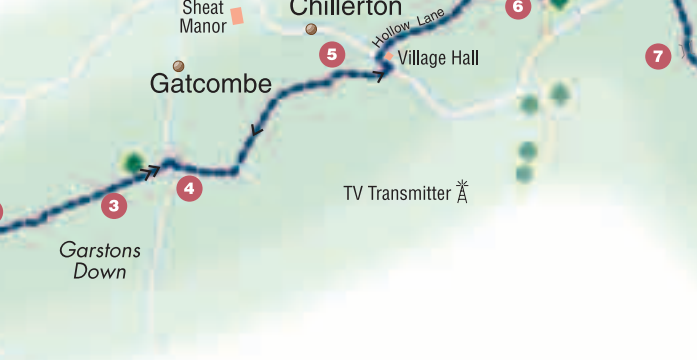 Sheat
Manor
Chillerton
6
Hollow Lane
5
Village Hall
7
Gatcombe
4
TV Transmitter
3
Garstons
Down